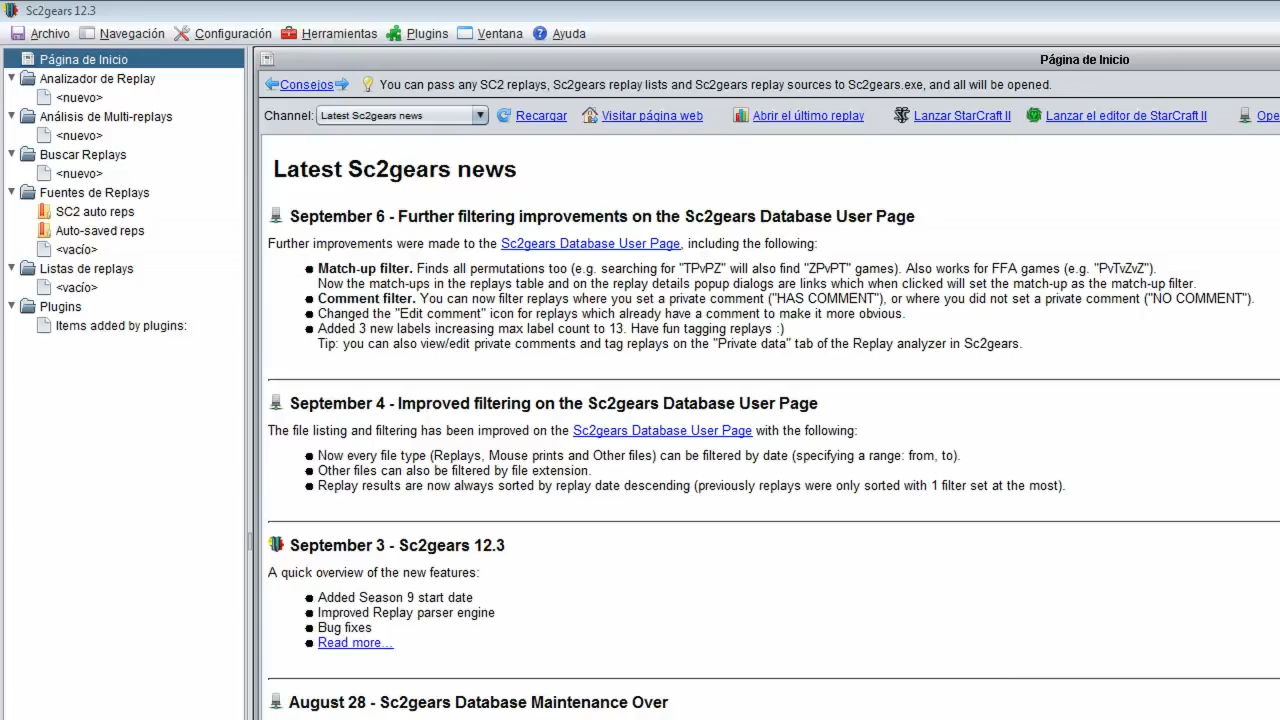 Sc2gears 12.3
Archivo Navegación Configuración Herramientas Plugins Ventana Ayuda
Página de Inicio
Analizador de Replay
<nuevo>
Análisis de Multi-replays
<nuevo>
Buscar Replays
<nuevo>
Fuentes de Replays
SC2 auto reps
Auto-saved reps
<vacío>
Listas de replays
<vacío>
Plugins
Items added by plugins:
Página de Inicio
Consejos You can pass any SC2 replays, Sc2gears replay lists and Sc2gears replay sources to Sc2gears.exe, and all will be opened.
Channel: Latest Sc2gears news Recargar Visitar página web Abrir el último replay Lanzar StarCraft II Lanzar el editor de StarCraft II Ope
Latest Sc2gears news
September 6 - Further filtering improvements on the Sc2gears Database User Page
Further improvements were made to the Sc2gears Database User Page, including the following:
Match-up filter. Finds all permutations too (e.g. searching for "TPvPZ" will also find "ZPvPT" games). Also works for FFA games (e.g. "PvTvZvZ").
Now the match-ups in the replays table and on the replay details popup dialogs are links which when clicked will set the match-up as the match-up filter.
Comment filter. You can now filter replays where you set a private comment ("HAS COMMENT"), or where you did not set a private comment ("NO COMMENT").
Changed the "Edit comment" icon for replays which already have a comment to make it more obvious.
Added 3 new labels increasing max label count to 13. Have fun tagging replays :)
Tip: you can also view/edit private comments and tag replays on the "Private data" tab of the Replay analyzer in Sc2gears.
September 4 - Improved filtering on the Sc2gears Database User Page
The file listing and filtering has been improved on the Sc2gears Database User Page with the following:
Now every file type (Replays, Mouse prints and Other files) can be filtered by date (specifying a range: from, to).
Other files can also be filtered by file extension.
Replay results are now always sorted by replay date descending (previously replays were only sorted with 1 filter set at the most).
September 3 - Sc2gears 12.3
A quick overview of the new features:
Added Season 9 start date
Improved Replay parser engine
Bug fixes
Read more...
August 28 - Sc2gears Database Maintenance Over